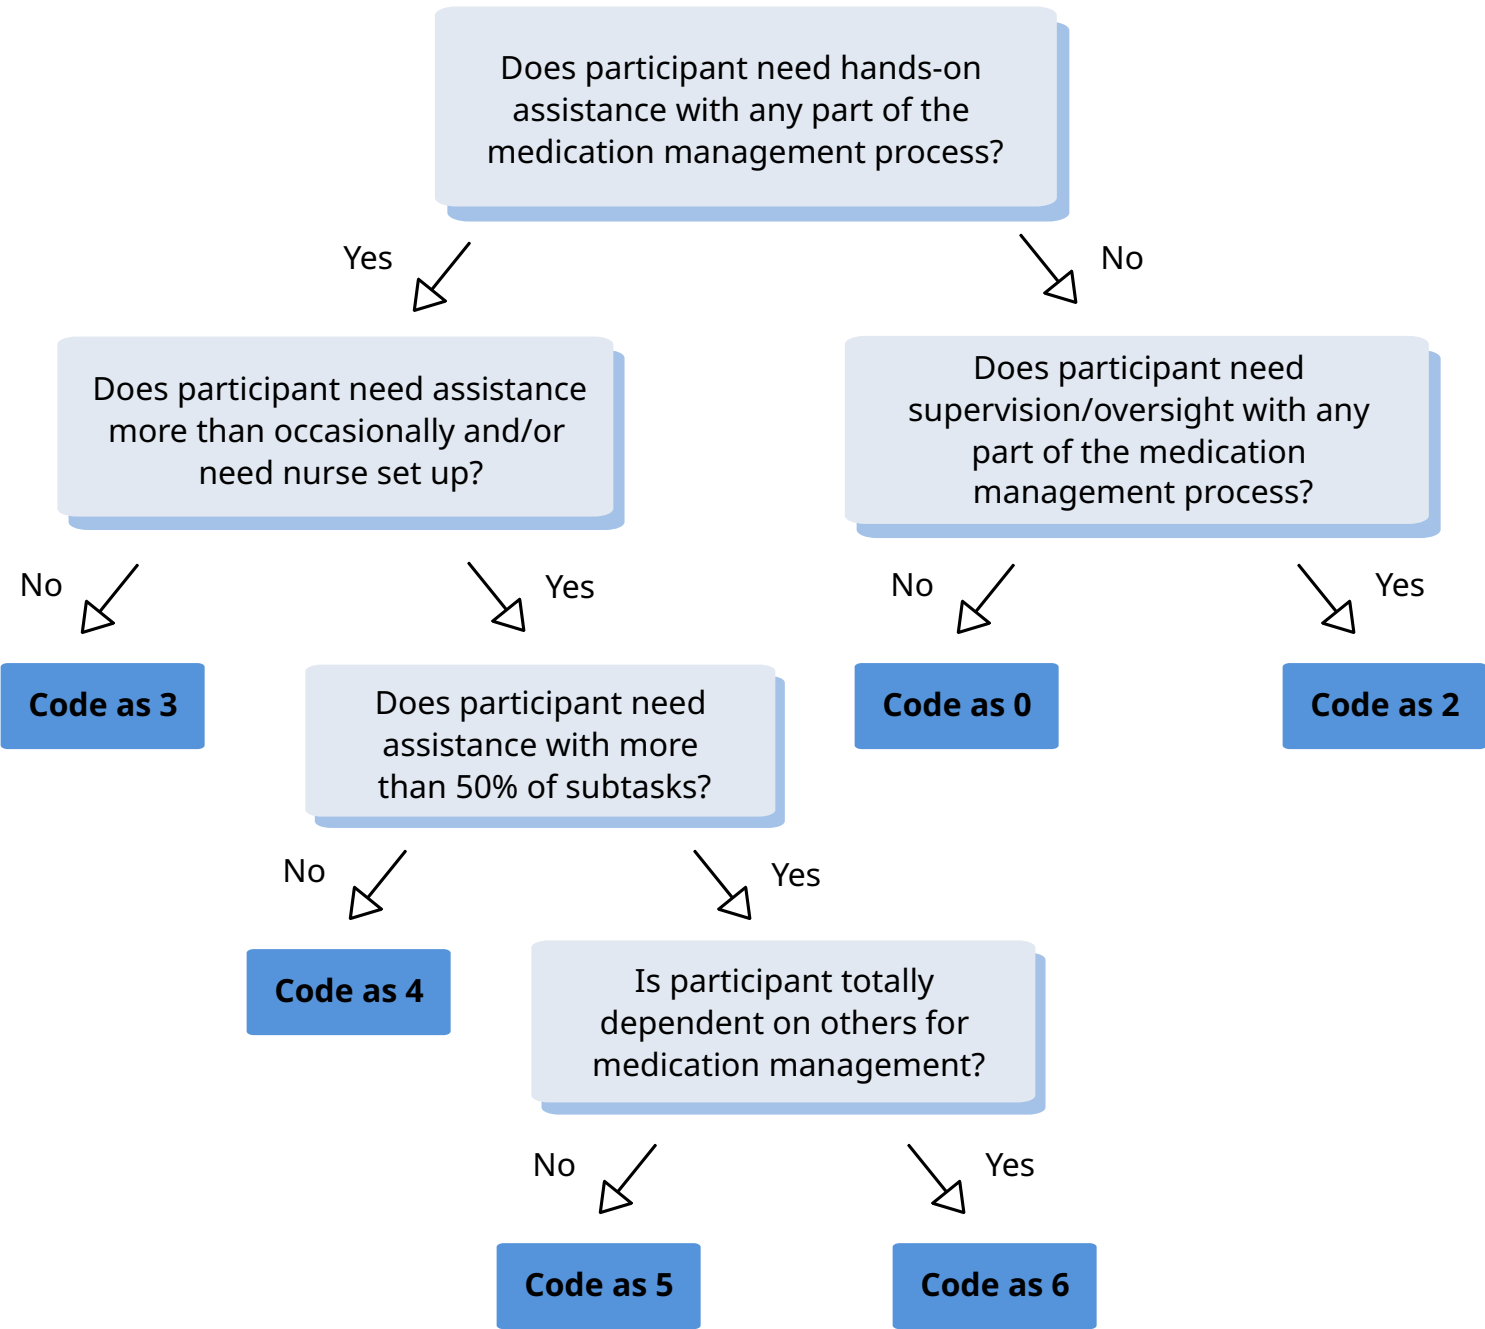 Does participant need hands-on
assistance with any part of the
medication management process?
Yes
No
Does participant need assistance
more than occasionally and/or
need nurse set up?
Does participant need
supervision/oversight with any
part of the medication
management process?
No
Yes
No
Yes
Code as 3
Does participant need
assistance with more
than 50% of subtasks?
Code as 0
Code as 2
No
Yes
Code as 4
Is participant totally
dependent on others for
medication management?
No
Yes
Code as 5
Code as 6